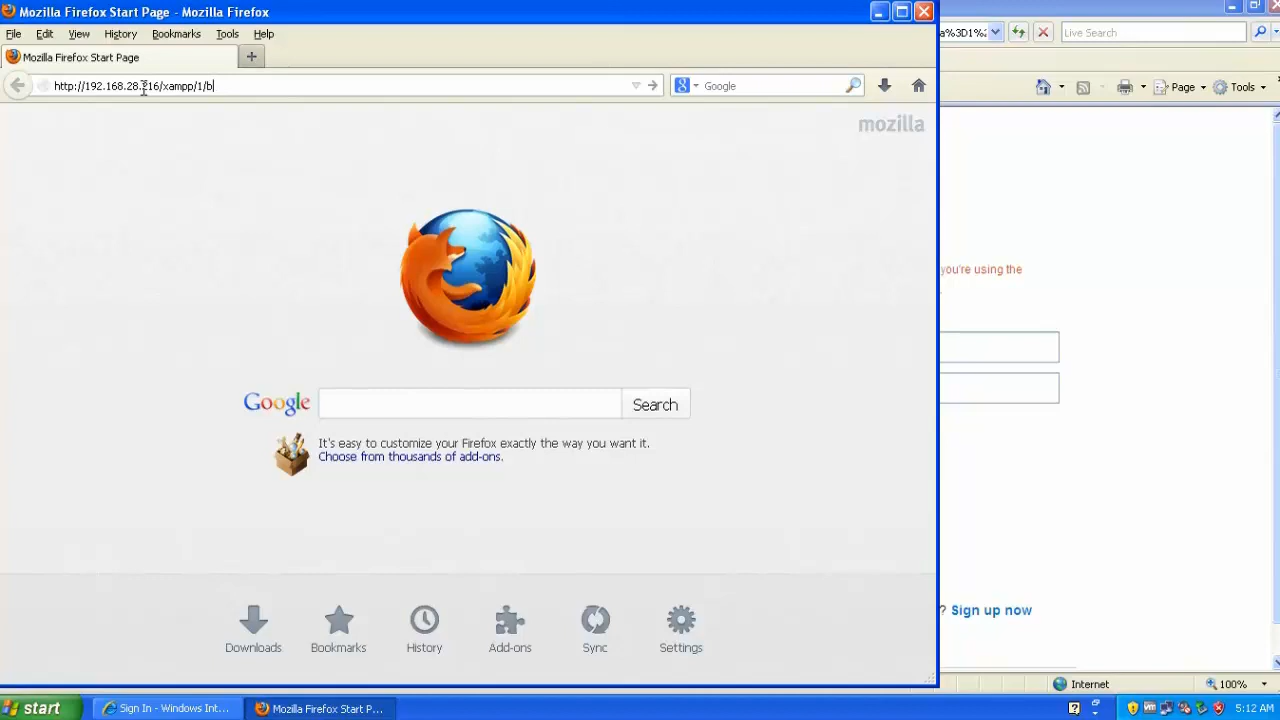 Mozilla Firefox Start Page - Mozilla Firefox
File Edit View History Bookmarks Tools Help
Mozilla Firefox Start Page
Live Search
http://192.168.28.216/xampp/1/b
Google
Page
Tools
mozilla
you're using the
Google
Search
It's easy to customize your Firefox exactly the way you want it.
Choose from thousands of add-ons.
? Sign up now
Downloads Bookmarks History Add-ons Sync Settings
Internet
100%
start
Sign In - Windows Int...
Mozilla Firefox Start P...
5:12 AM